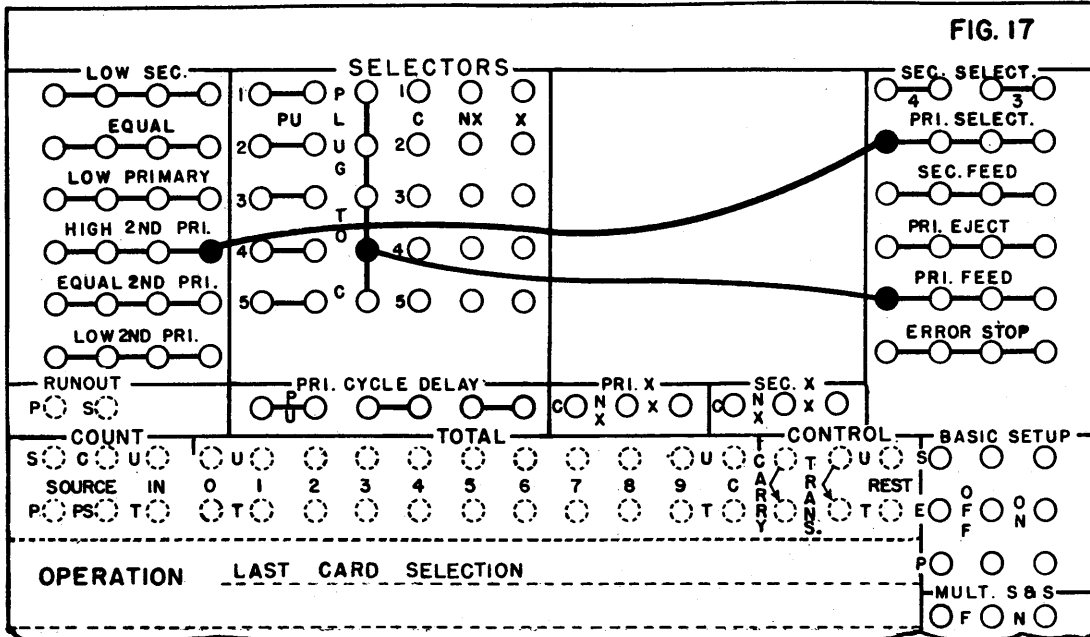 FIG. 17
LOW SEC. SELECTORS SEC. SELECT.
1 P 1 4 3
PU L C NX X PRI. SELECT.
EQUAL
2 U 2
G SEC. FEED
LOW PRIMARY
3 3
T PRI. EJECT
HIGH 2ND PRI. O
4 4
EQUAL 2ND PRI. PRI. FEED
5 C 5
LOW 2ND PRI. ERROR STOP
RUNOUT PRI. CYCLE DELAY PRI. X SEC. X
P S PU C NX X C NX X
COUNT TOTAL CONTROL BASIC SETUP
S C U U U C U S
SOURCE IN 0 1 2 3 4 5 6 7 8 9 C CARRY TRANS. REST OFF ON
P PS T T T T E
OPERATION LAST CARD SELECTION P
MULT. S & S
OFF N